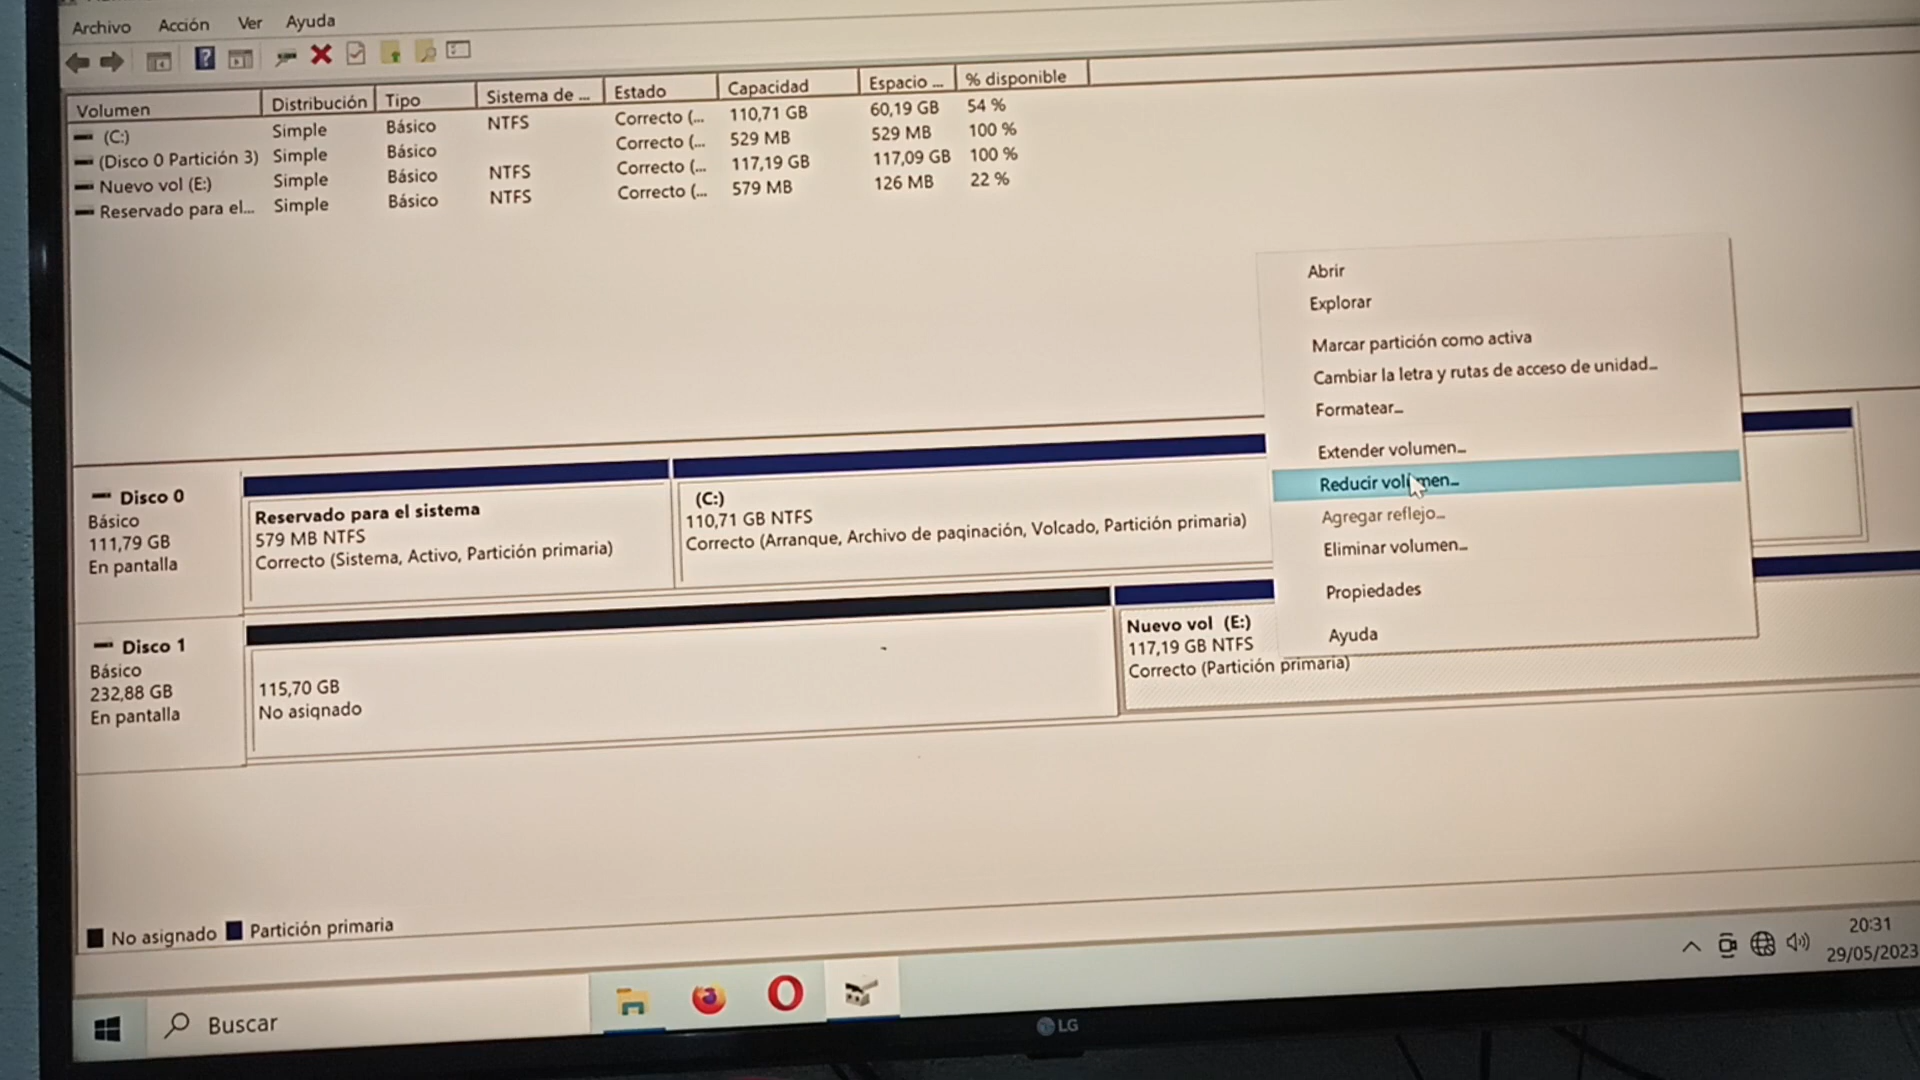 Archivo Acción Ver Ayuda
Volumen Distribución Tipo Sistema de ... Estado Capacidad Espacio ... % disponible
(C:) Simple Básico NTFS Correcto (... 110,71 GB 60,19 GB 54 %
(Disco 0 Partición 3) Simple Básico Correcto (... 529 MB 529 MB 100 %
Nuevo vol (E:) Simple Básico NTFS Correcto (... 117,19 GB 117,09 GB 100 %
Reservado para el... Simple Básico NTFS Correcto (... 579 MB 126 MB 22 %
Abrir
Explorar
Marcar partición como activa
Cambiar la letra y rutas de acceso de unidad...
Formatear...
Extender volumen...
Reducir volumen...
Agregar reflejo...
Eliminar volumen...
Propiedades
Ayuda
Disco 0
Básico
111,79 GB
En pantalla
Reservado para el sistema
579 MB NTFS
Correcto (Sistema, Activo, Partición primaria)
(C:)
110,71 GB NTFS
Correcto (Arranque, Archivo de paginación, Volcado, Partición primaria)
Disco 1
Básico
232,88 GB
En pantalla
115,70 GB
No asignado
Nuevo vol (E:)
117,19 GB NTFS
Correcto (Partición primaria)
No asignado Partición primaria
Buscar
20:31
29/05/2023
LG